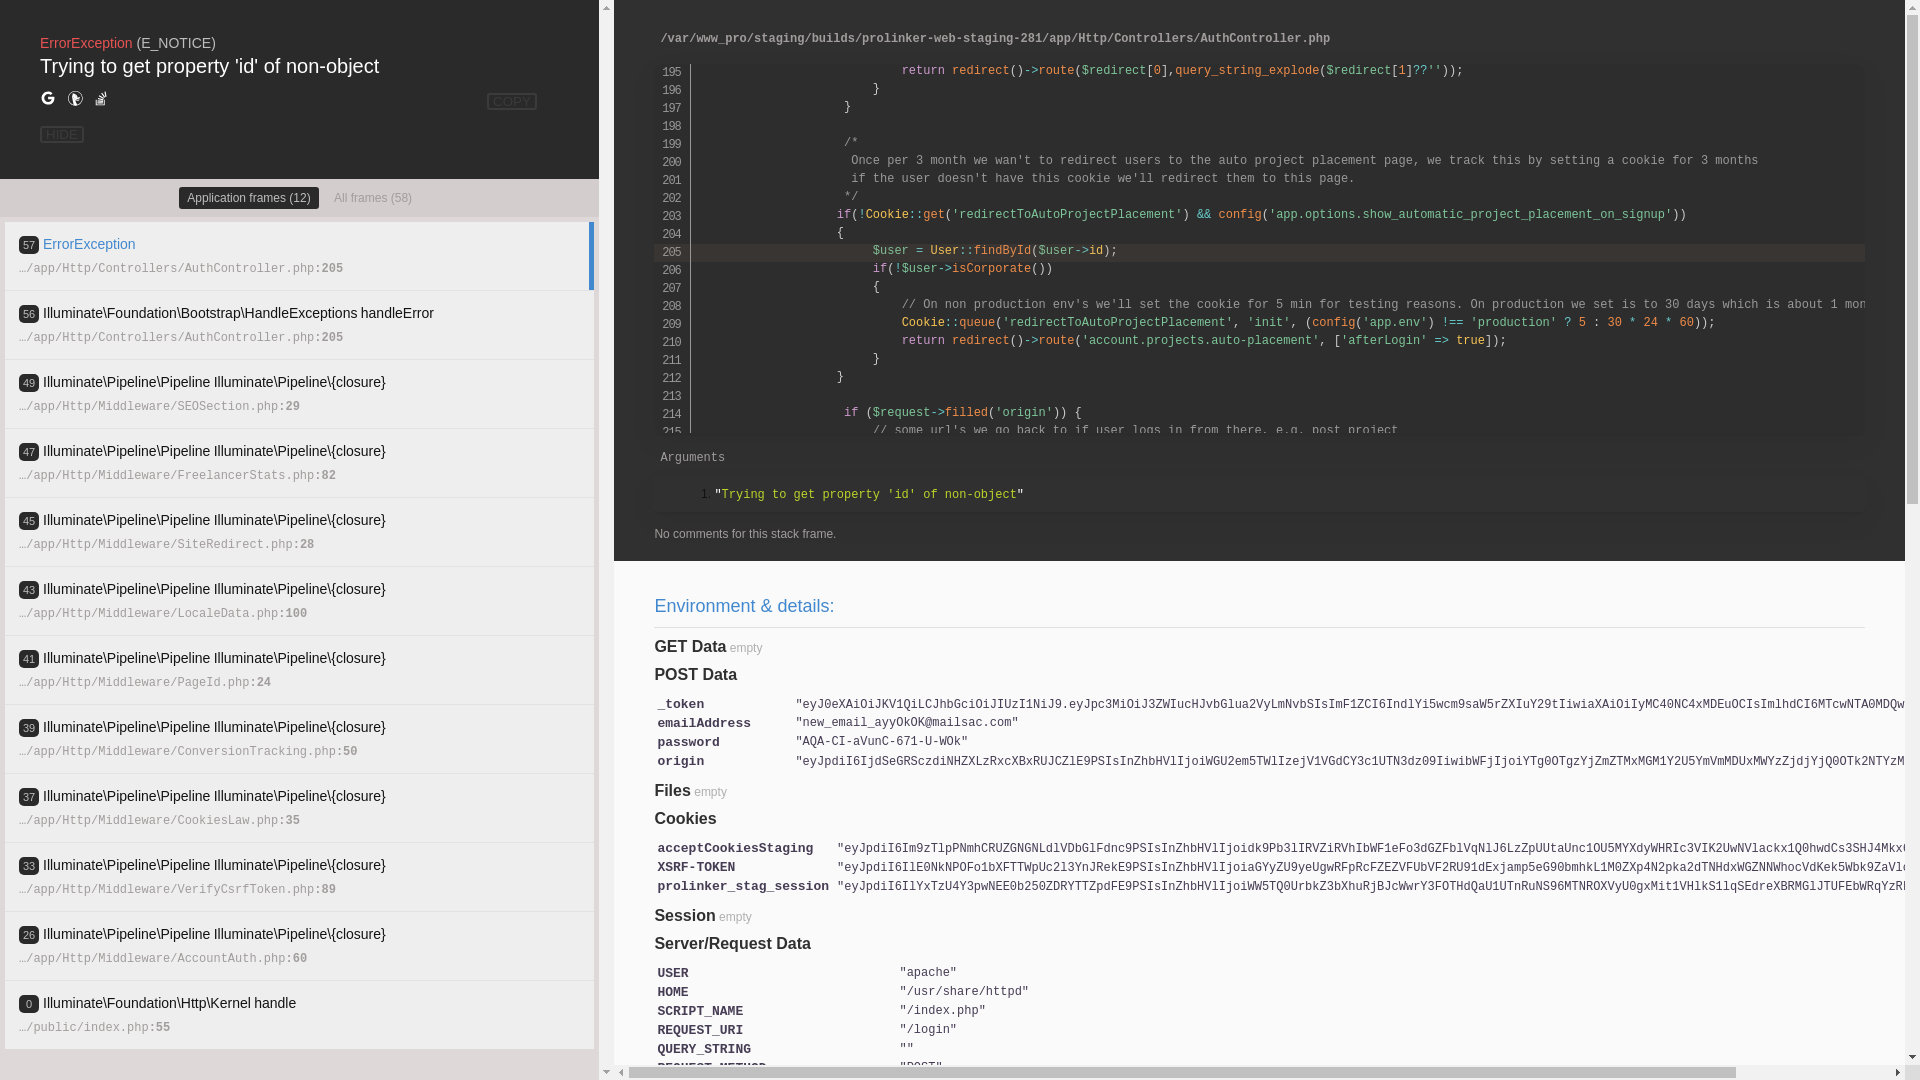 ErrorException (E_NOTICE)
Trying to get property 'id' of non-object
COPY
HIDE
Application frames (12) All frames (58)
57 ErrorException
…/app/Http/Controllers/AuthController.php:205
56 Illuminate\Foundation\Bootstrap\HandleExceptions handleError
…/app/Http/Controllers/AuthController.php:205
49 Illuminate\Pipeline\Pipeline Illuminate\Pipeline\{closure}
…/app/Http/Middleware/SEOSection.php:29
47 Illuminate\Pipeline\Pipeline Illuminate\Pipeline\{closure}
…/app/Http/Middleware/FreelancerStats.php:82
45 Illuminate\Pipeline\Pipeline Illuminate\Pipeline\{closure}
…/app/Http/Middleware/SiteRedirect.php:28
43 Illuminate\Pipeline\Pipeline Illuminate\Pipeline\{closure}
…/app/Http/Middleware/LocaleData.php:100
41 Illuminate\Pipeline\Pipeline Illuminate\Pipeline\{closure}
…/app/Http/Middleware/PageId.php:24
39 Illuminate\Pipeline\Pipeline Illuminate\Pipeline\{closure}
…/app/Http/Middleware/ConversionTracking.php:50
37 Illuminate\Pipeline\Pipeline Illuminate\Pipeline\{closure}
…/app/Http/Middleware/CookiesLaw.php:35
33 Illuminate\Pipeline\Pipeline Illuminate\Pipeline\{closure}
…/app/Http/Middleware/VerifyCsrfToken.php:89
26 Illuminate\Pipeline\Pipeline Illuminate\Pipeline\{closure}
…/app/Http/Middleware/AccountAuth.php:60
0 Illuminate\Foundation\Http\Kernel handle
…/public/index.php:55
/var/www_pro/staging/builds/prolinker-web-staging-281/app/Http/Controllers/AuthController.php
195 return redirect()->route($redirect[0],query_string_explode($redirect[1]??''));
196 }
197 }
198
199 /*
200 Once per 3 month we wan't to redirect users to the auto project placement page, we track this by setting a cookie for 3 months
201 if the user doesn't have this cookie we'll redirect them to this page.
202 */
203 if(!Cookie::get('redirectToAutoProjectPlacement') && config('app.options.show_automatic_project_placement_on_signup'))
204 {
205 $user = User::findById($user->id);
206 if(!$user->isCorporate())
207 {
208 // On non production env's we'll set the cookie for 5 min for testing reasons. On production we set is to 30 days which is about 1 mon
209 Cookie::queue('redirectToAutoProjectPlacement', 'init', (config('app.env') !== 'production' ? 5 : 30 * 24 * 60));
210 return redirect()->route('account.projects.auto-placement', ['afterLogin' => true]);
211 }
212 }
213
214 if ($request->filled('origin')) {
215 // some url's we go back to if user logs in from there, e.g. post project
Arguments
1. "Trying to get property 'id' of non-object"
No comments for this stack frame.
Environment & details:
GET Data empty
POST Data
_token
emailAddress "new_email_ayyOkOK@mailsac.com"
password "AQA-CI-aVunC-671-U-WOk"
origin
Files empty
Cookies
acceptCookiesStaging
XSRF-TOKEN
prolinker_stag_session
Session empty
Server/Request Data
USER "apache"
HOME "/usr/share/httpd"
SCRIPT_NAME "/index.php"
REQUEST_URI "/login"
QUERY_STRING ""
REQUEST_METHOD "POST"